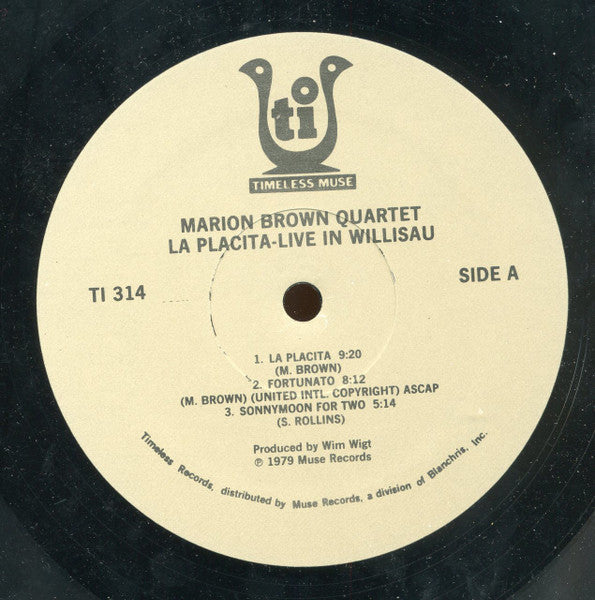 ti
TIMELESS MUSE
MARION BROWN QUARTET
LA PLACITA-LIVE IN WILLISAU
TI 314
SIDE A
1. LA PLACITA 9:20
(M. BROWN)
2. FORTUNATO 8:12
(M. BROWN) (UNITED INTL. COPYRIGHT) ASCAP
3. SONNYMOON FOR TWO 5:14
(S. ROLLINS)
Produced by Wim Wigt
℗ 1979 Muse Records
Timeless Records, distributed by Muse Records, a division of Blanchris, Inc.